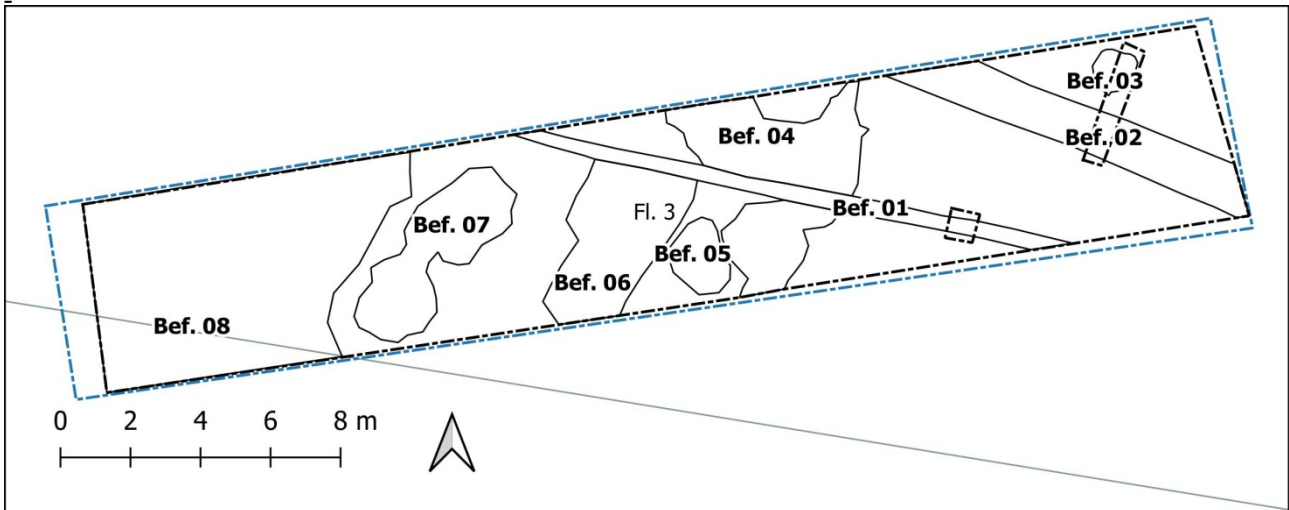 Bef. 03
Bef. 04
Bef. 02
Fl. 3
Bef. 01
Bef. 07
Bef. 05
Bef. 06
Bef. 08
0 2 4 6 8 m